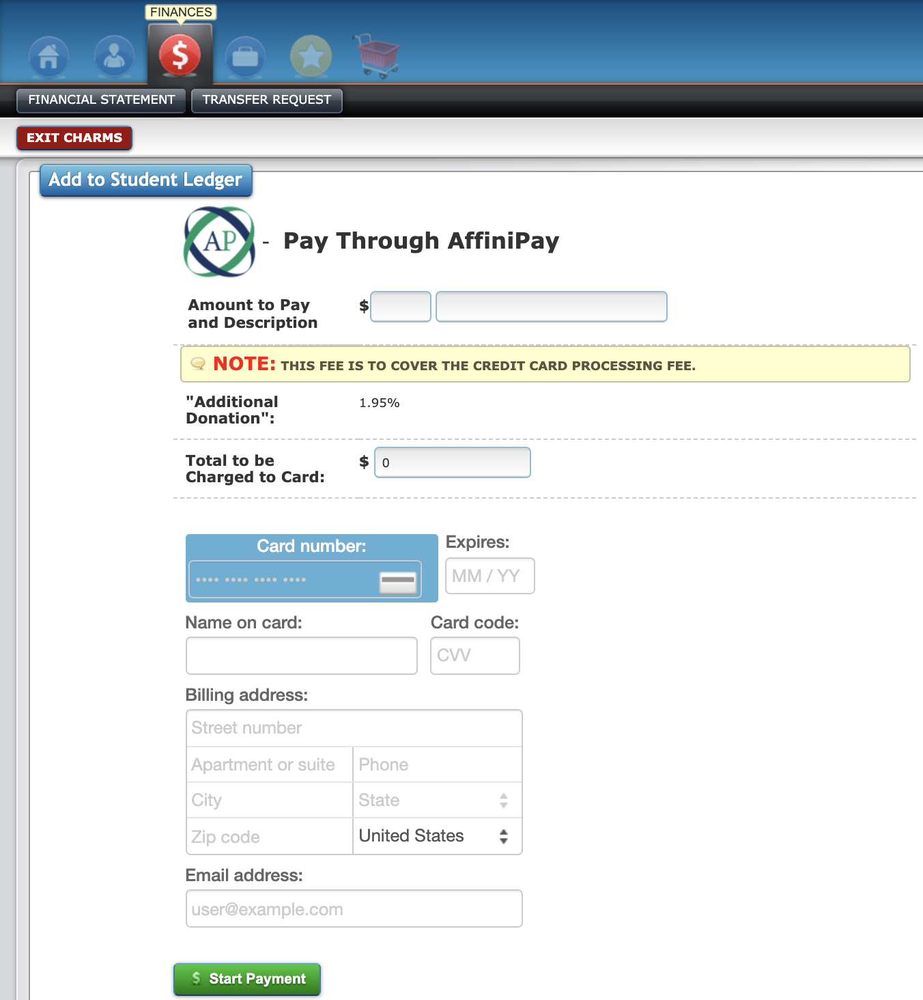 FINANCES
FINANCIAL STATEMENT
TRANSFER REQUEST
EXIT CHARMS
Add to Student Ledger
AP
- Pay Through AffiniPay
Amount to Pay
and Description
$
NOTE: THIS FEE IS TO COVER THE CREDIT CARD PROCESSING FEE.
"Additional
Donation":
1.95%
Total to be
Charged to Card:
$ 0
Card number:
•••• •••• •••• ••••
Expires:
MM / YY
Name on card:
Card code:
CVV
Billing address:
Street number
Apartment or suite
Phone
City
State
Zip code
United States
Email address:
user@example.com
$ Start Payment